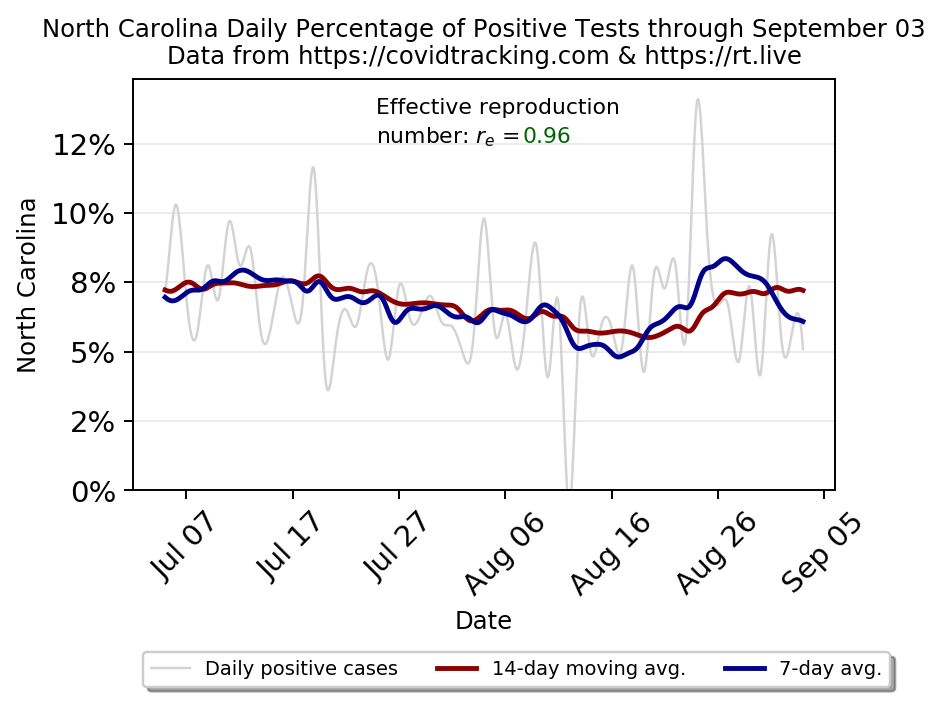 North Carolina Daily Percentage of Positive Tests through September 03
Data from https://covidtracking.com & https://rt.live
Effective reproduction
number: rₑ =0.96
North Carolina
12%
10%
8%
5%
2%
0%
Jul 07
Jul 17
Jul 27
Aug 06
Aug 16
Aug 26
Sep 05
Date
Daily positive cases
14-day moving avg.
7-day avg.